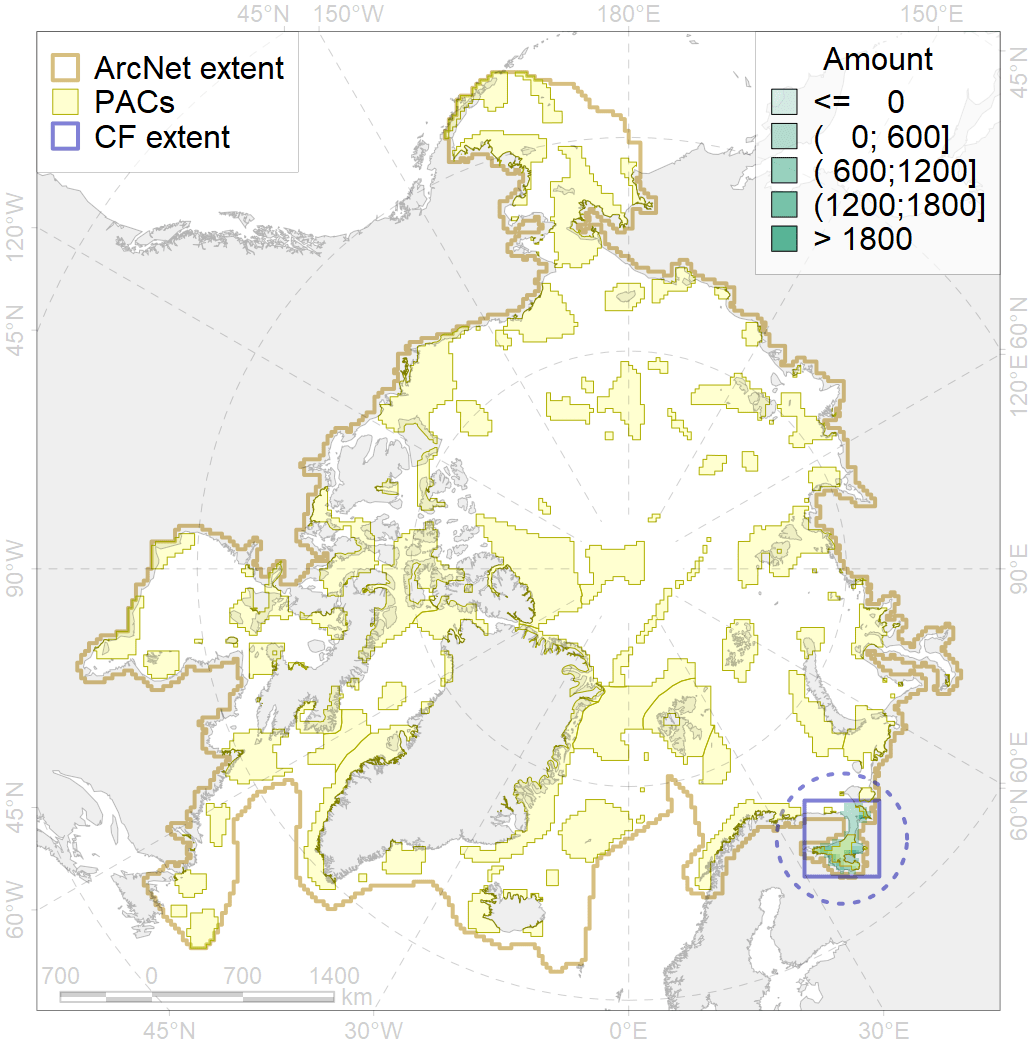 45°N 150°W 180°E 150°E
ArcNet extent
PACs
CF extent
Amount
<= 0
( 0; 600]
( 600;1200]
(1200;1800]
> 1800
45°N
120°W
60°N
45°N
120°E
90°W
90°E
60°E
45°N
60°N
60°W
700 0 700 1400
km
45°N 30°W 0°E 30°E